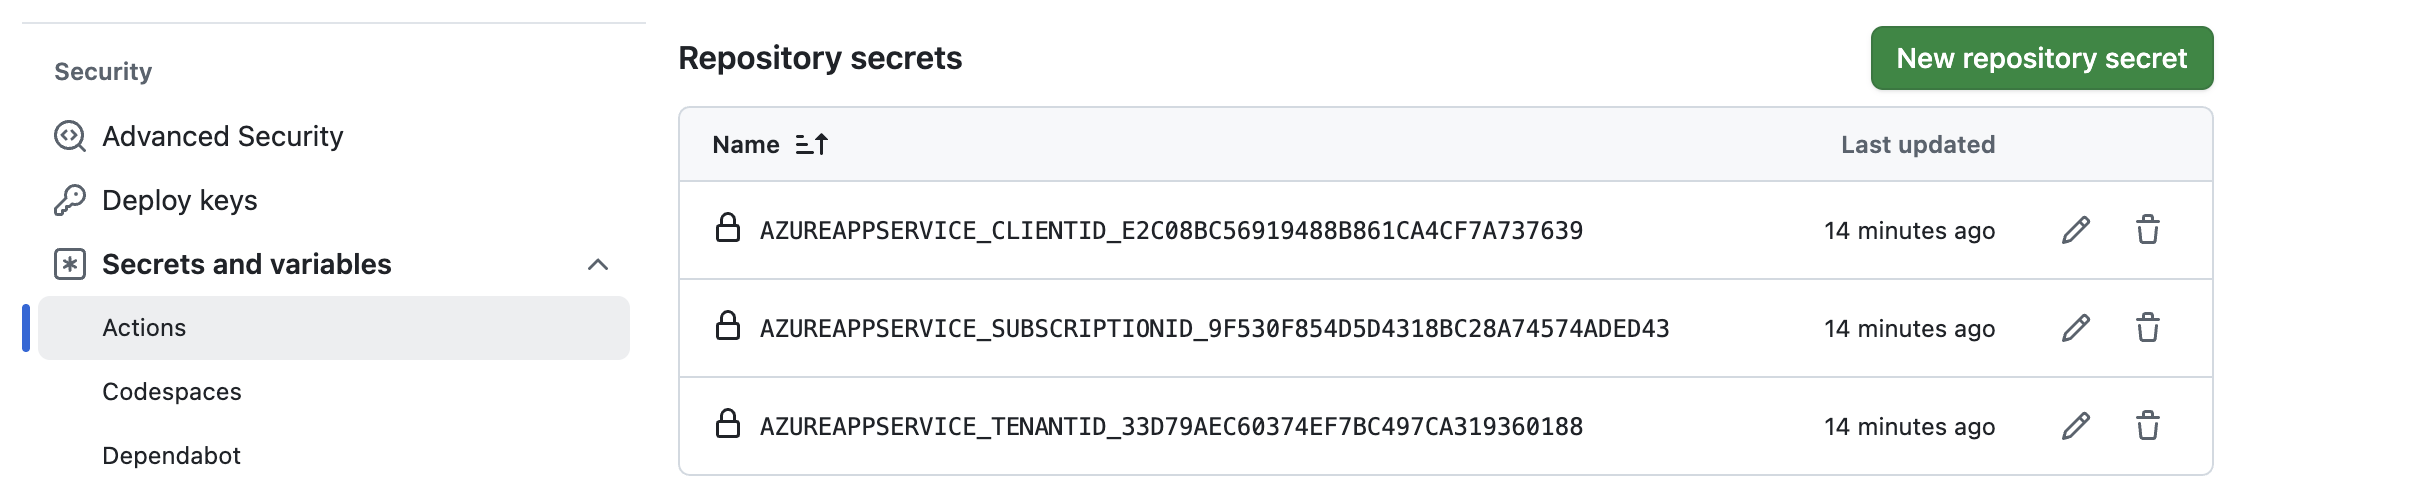 Security
Advanced Security
Deploy keys
Secrets and variables
Actions
Codespaces
Dependabot
Repository secrets
New repository secret
Name Last updated
AZUREAPPSERVICE_CLIENTID_E2C08BC56919488B861CA4CF7A737639 14 minutes ago
AZUREAPPSERVICE_SUBSCRIPTIONID_9F530F854D5D4318BC28A74574ADED43 14 minutes ago
AZUREAPPSERVICE_TENANTID_33D79AEC60374EF7BC497CA319360188 14 minutes ago